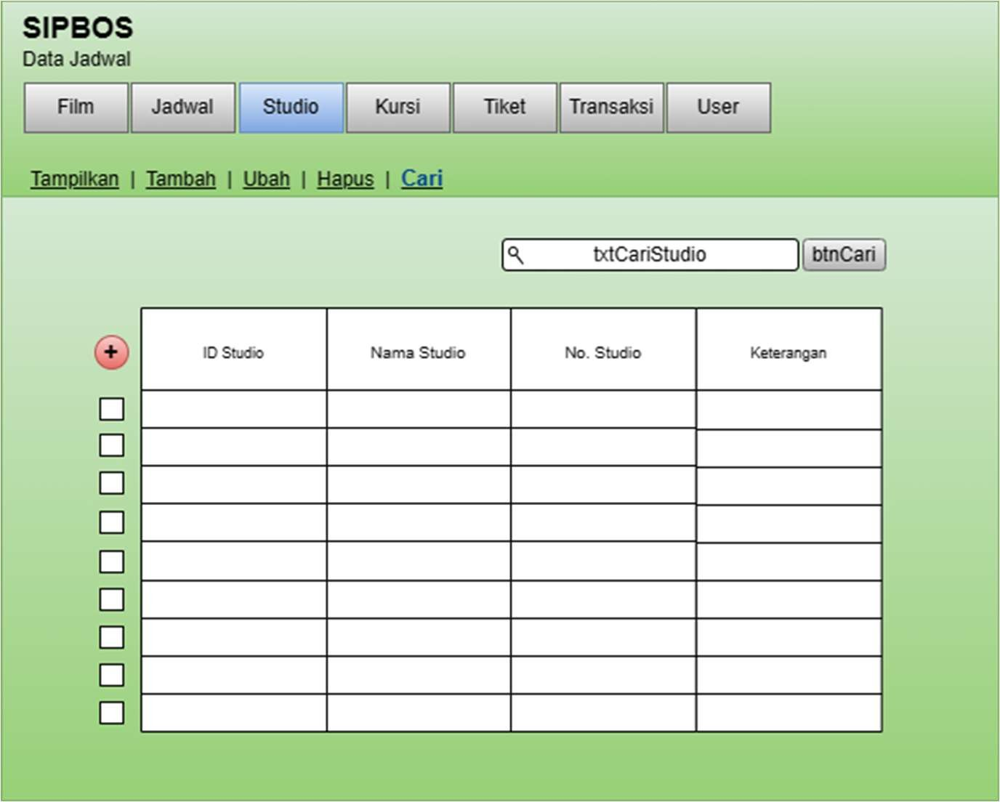 SIPBOS
Data Jadwal
Film Jadwal Studio Kursi Tiket Transaksi User
Tampilkan | Tambah | Ubah | Hapus | Cari
txtCariStudio btnCari
+ ID Studio Nama Studio No. Studio Keterangan